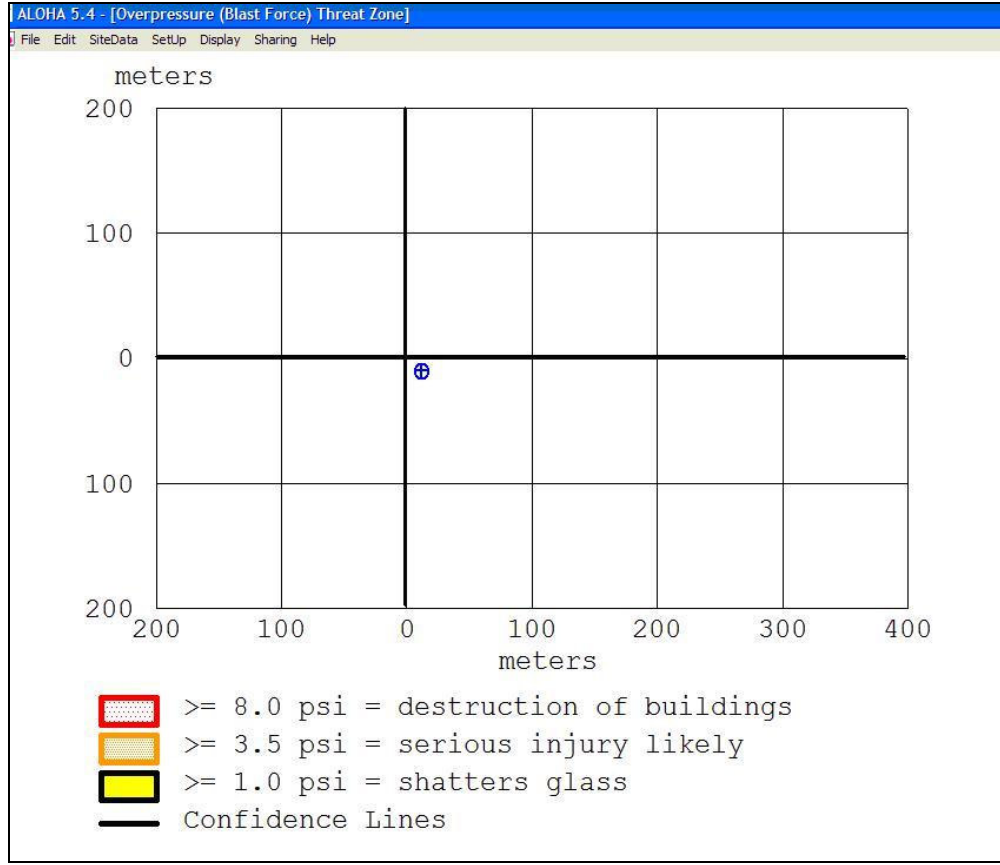 ALOHA 5.4 - [Overpressure (Blast Force) Threat Zone]
File Edit SiteData SetUp Display Sharing Help
meters
200
100
0
100
200
200 100 0 100 200 300 400
meters
>= 8.0 psi = destruction of buildings
>= 3.5 psi = serious injury likely
>= 1.0 psi = shatters glass
Confidence Lines